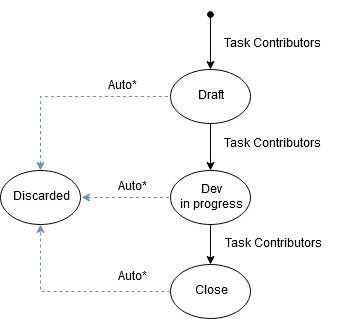 Task Contributors
Auto*
Draft
Task Contributors
Auto*
Discarded
Dev
in progress
Task Contributors
Auto*
Close